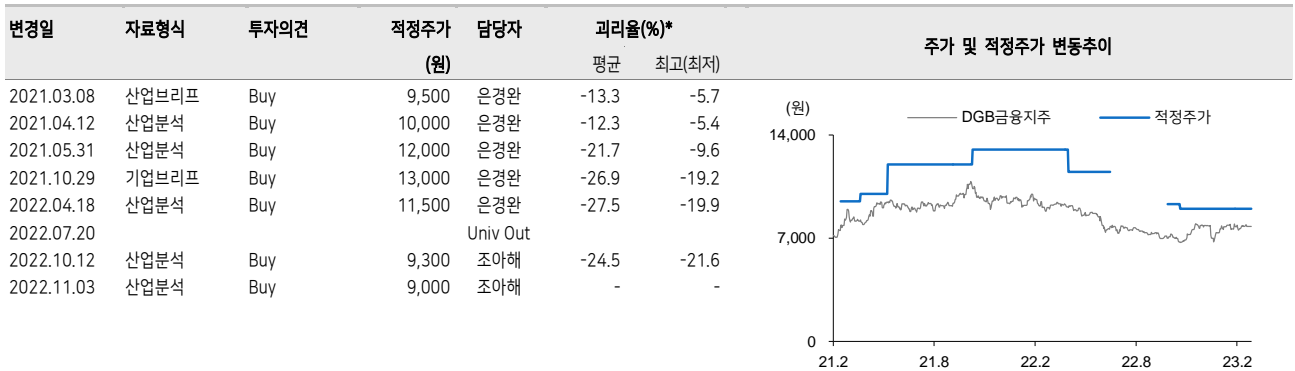 변경일 자료형식 투자의견 적정주가 담당자 괴리율(%)*
(원) 평균 최고(최저)
2021.03.08 산업브리프 Buy 9,500 은경완 -13.3 -5.7
2021.04.12 산업분석 Buy 10,000 은경완 -12.3 -5.4
2021.05.31 산업분석 Buy 12,000 은경완 -21.7 -9.6
2021.10.29 기업브리프 Buy 13,000 은경완 -26.9 -19.2
2022.04.18 산업분석 Buy 11,500 은경완 -27.5 -19.9
2022.07.20 Univ Out
2022.10.12 산업분석 Buy 9,300 조아해 -24.5 -21.6
2022.11.03 산업분석 Buy 9,000 조아해 - -
주가 및 적정주가 변동추이
(원)
DGB금융지주 적정주가
14,000
7,000
0
21.2 21.8 22.2 22.8 23.2